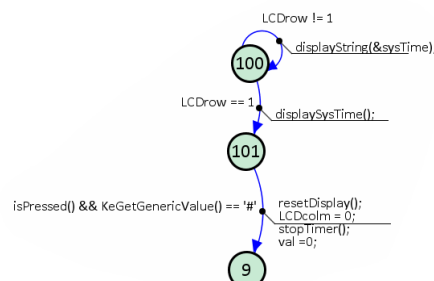 LCDrow != 1
displayString(&sysTime)
100
LCDrow == 1
displaySysTime();
101
isPressed() && KeGetGenericValue() == '#'
resetDisplay();
LCDcolm = 0;
stopTimer();
val =0;
9